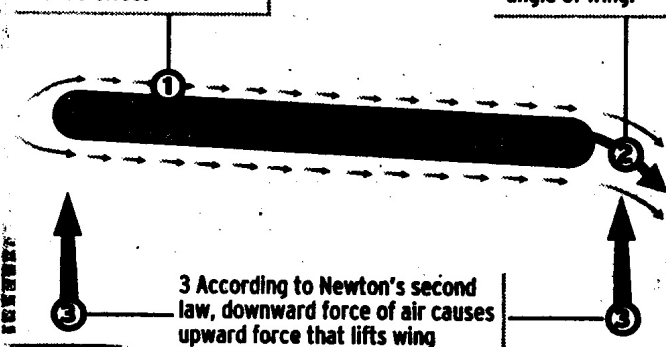 angle of wing.
1
2
3 According to Newton's second
law, downward force of air causes
upward force that lifts wing
3
3